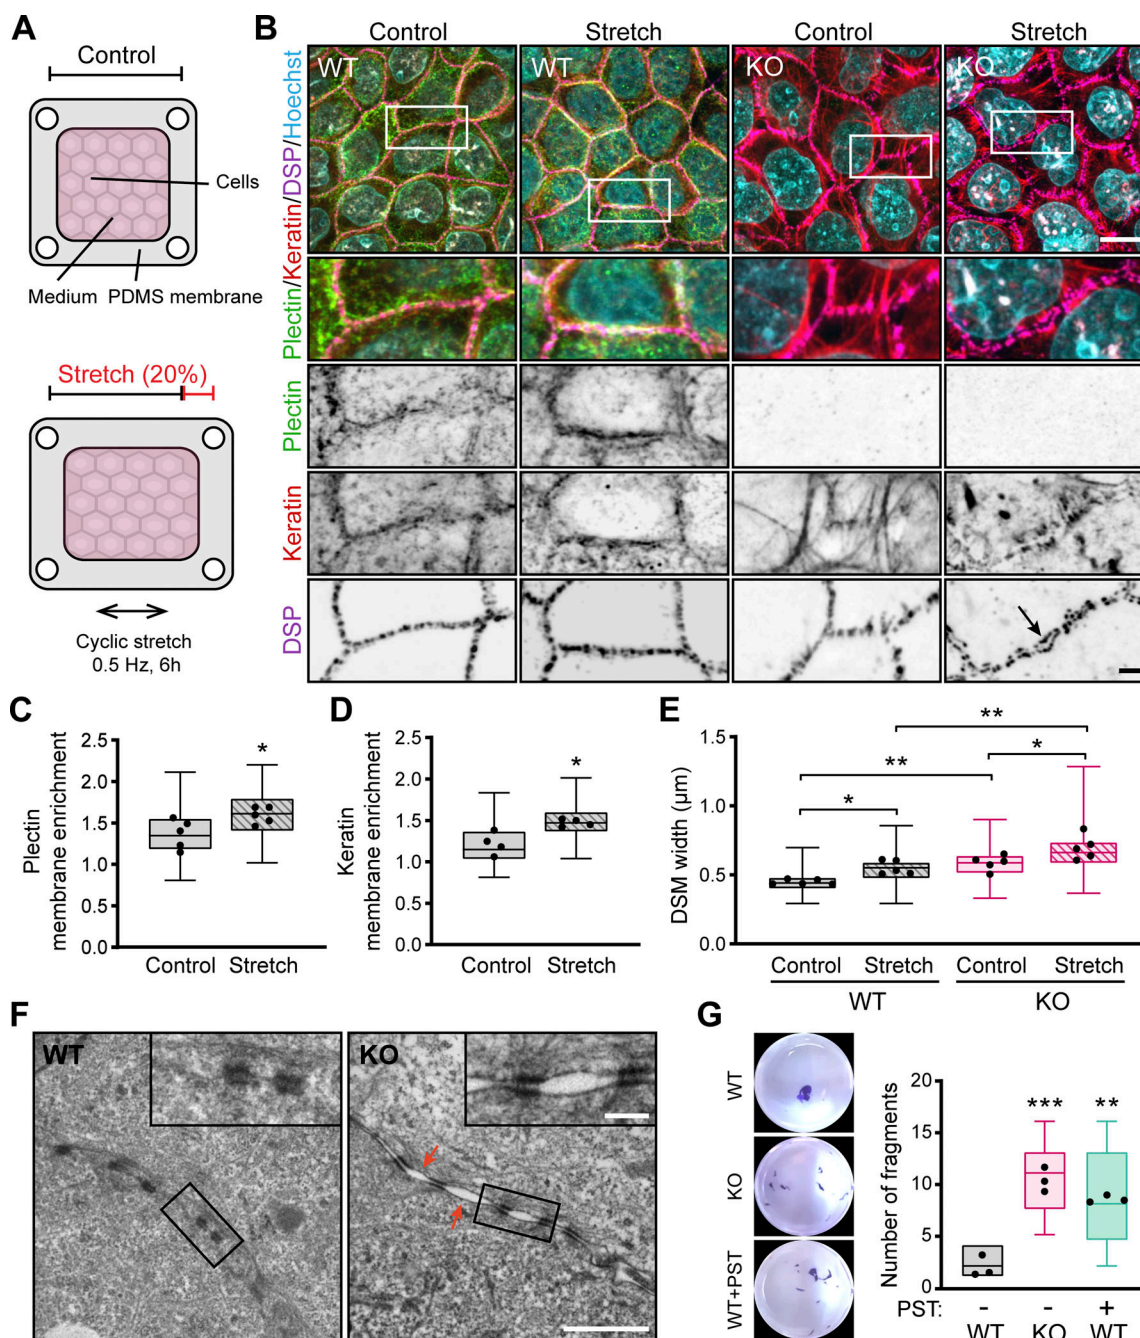 A
Control
Cells
Medium
PDMS membrane
Stretch (20%)
Cyclic stretch
0.5 Hz, 6h
B
Control
Stretch
Control
Stretch
WT
WT
KO
KO
Plectin/Keratin/DSP/Hoechst
Plectin
Keratin
DSP
C
Plectin
membrane enrichment
2.5
2.0
1.5
1.0
0.5
0.0
*
Control
Stretch
D
Keratin
membrane enrichment
2.5
2.0
1.5
1.0
0.5
0.0
*
Control
Stretch
E
DSM width (µm)
1.5
1.0
0.5
0.0
**
**
*
*
Control
Stretch
Control
Stretch
WT
KO
F
WT
KO
G
WT
KO
WT+PST
Number of fragments
20
15
10
5
0
***
**
PST:
-
-
+
WT
KO
WT